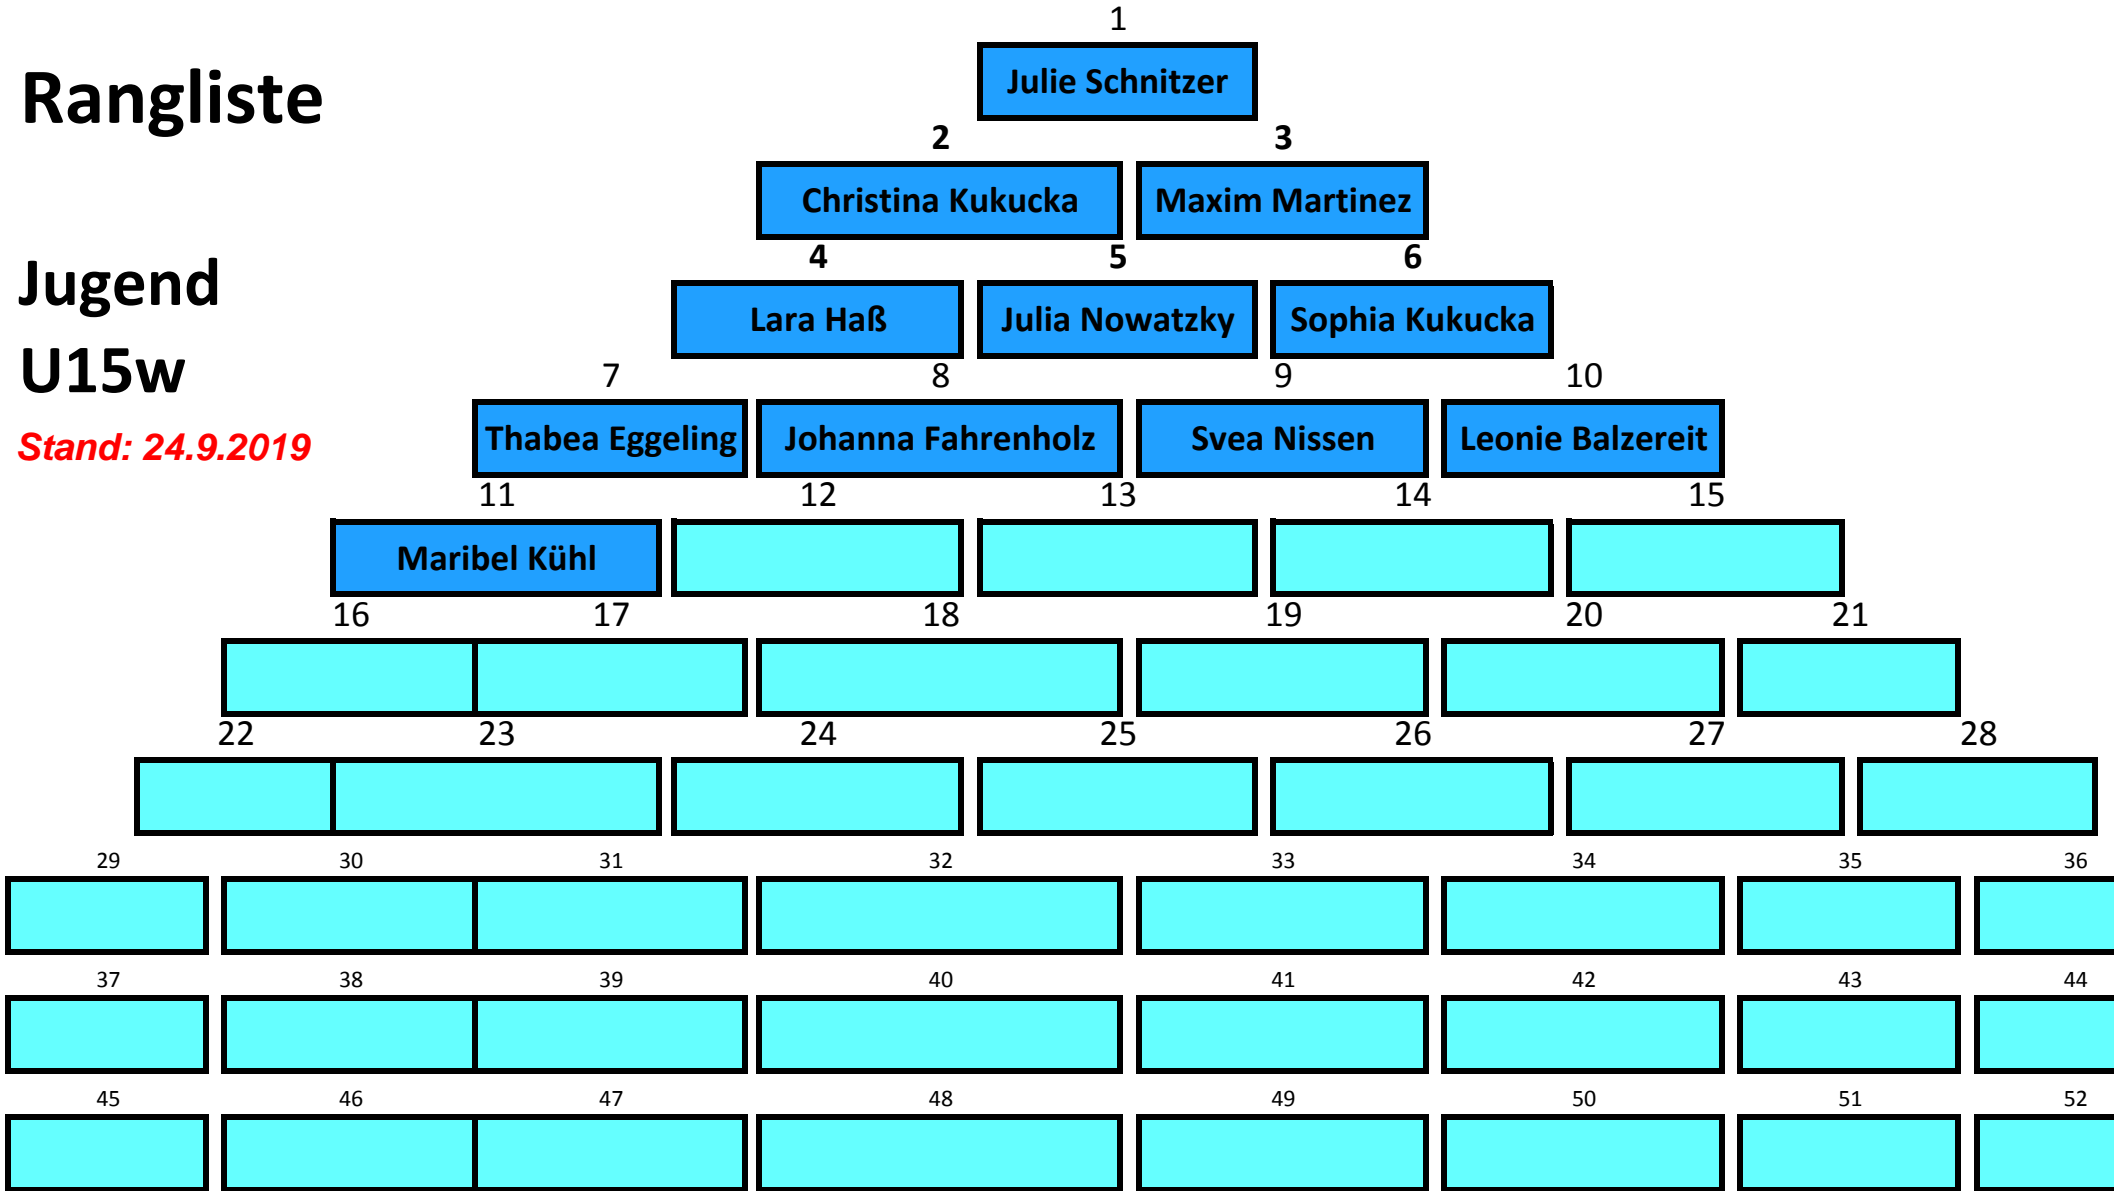 1
Rangliste
Julie Schnitzer
2 3
Christina Kukucka Maxim Martinez
4 5 6
Jugend
Lara Haß Julia Nowatzky Sophia Kukucka
U15w
7 8 9 10
Stand: 24.9.2019
Thabea Eggeling Johanna Fahrenholz Svea Nissen Leonie Balzereit
11 12 13 14 15
Maribel Kühl
16 17 18 19 20 21
22 23 24 25 26 27 28
29 30 31 32 33 34 35 36
37 38 39 40 41 42 43 44
45 46 47 48 49 50 51 52